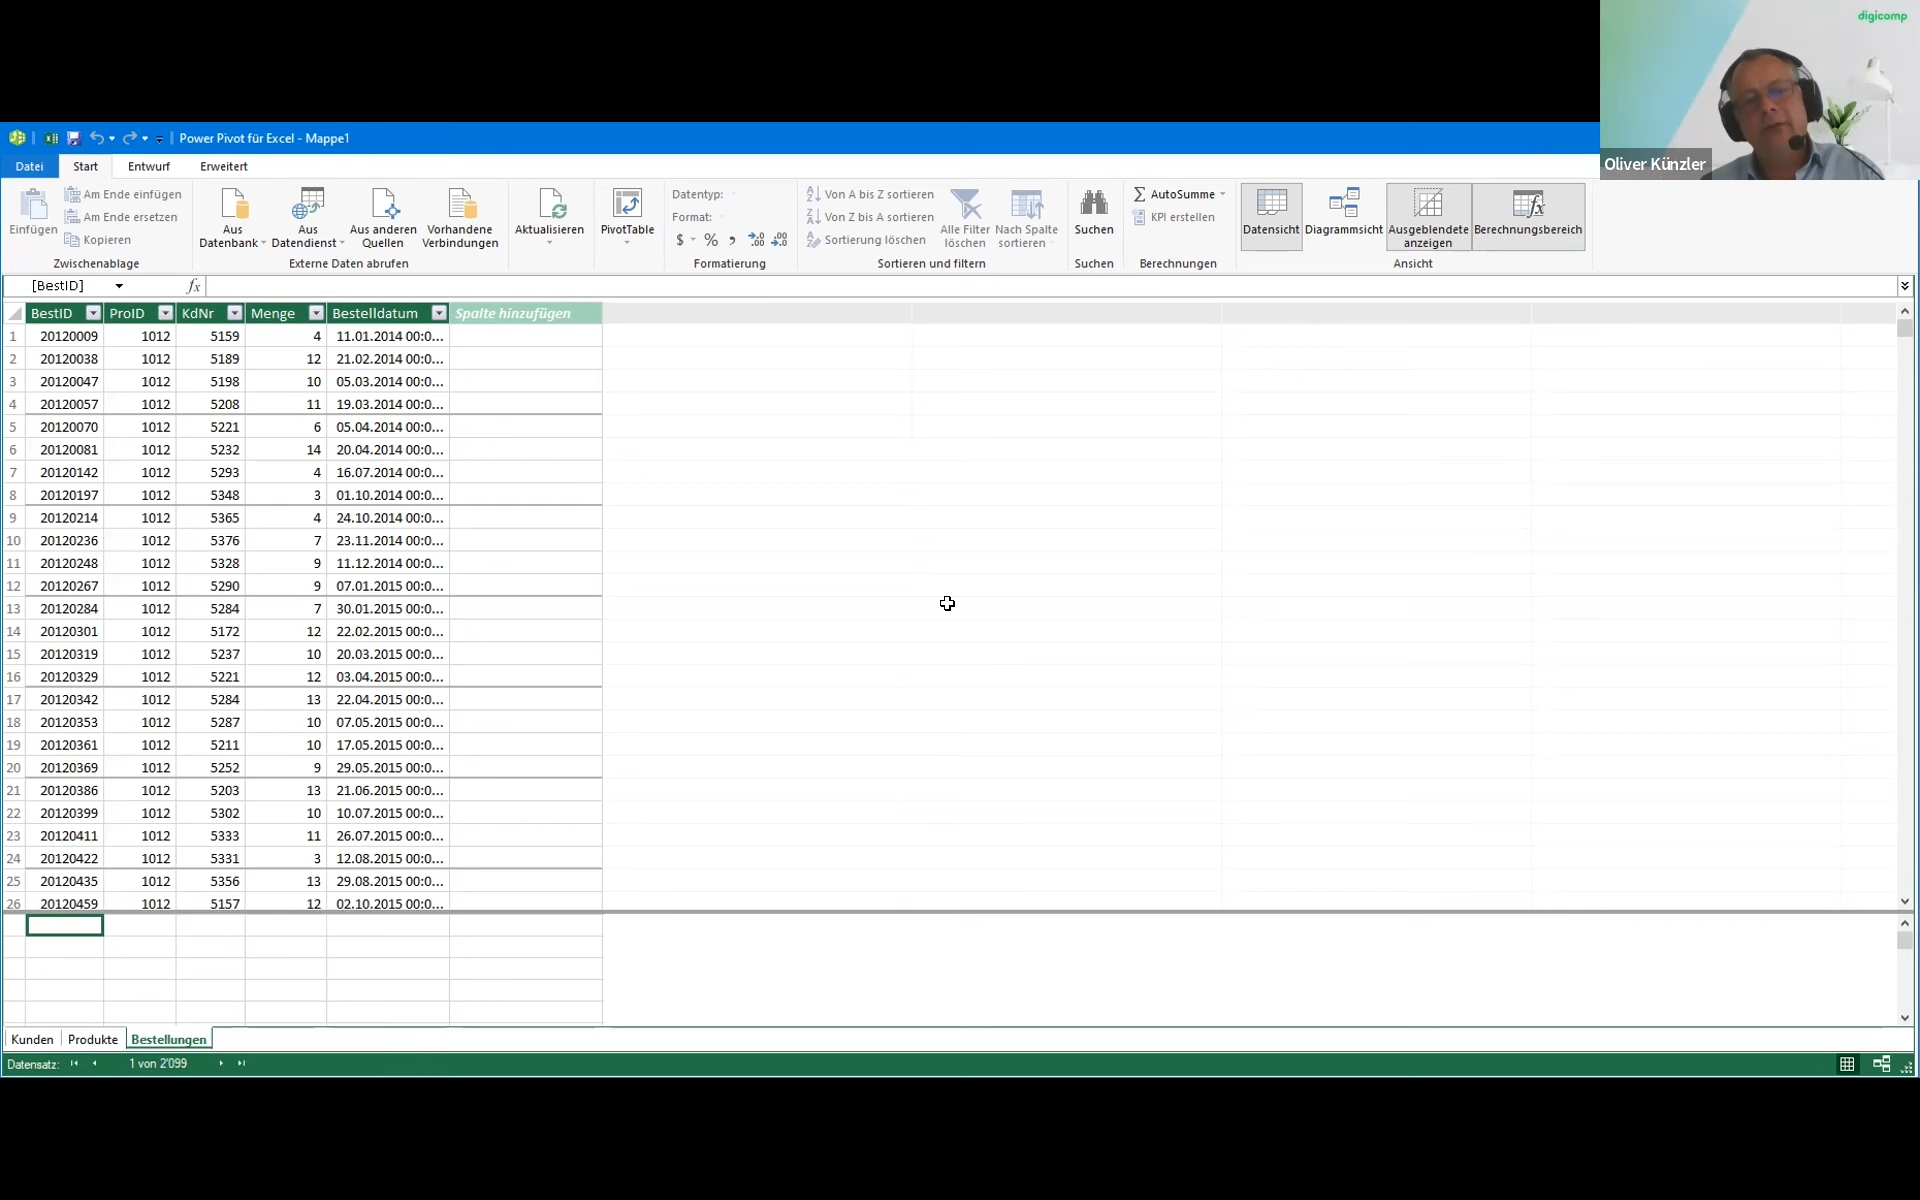 digicomp
Oliver Künzler
Power Pivot für Excel - Mappe1
Datei Start Entwurf Erweitert
Einfügen
Am Ende einfügen
Am Ende ersetzen
Kopieren
Zwischenablage
Aus Datenbank
Aus Datendienst
Aus anderen Quellen
Vorhandene Verbindungen
Externe Daten abrufen
Aktualisieren
PivotTable
Datentyp:
Format:
$ % ,
Formatierung
Von A bis Z sortieren
Von Z bis A sortieren
Sortierung löschen
Alle Filter löschen
Nach Spalte sortieren
Sortieren und filtern
Suchen
Suchen
AutoSumme
KPI erstellen
Berechnungen
Datensicht
Diagrammsicht
Ausgeblendete anzeigen
Berechnungsbereich
Ansicht
[BestID] fx
BestID ProID KdNr Menge Bestelldatum Spalte hinzufügen
1 20120009 1012 5159 4 11.01.2014 00:0...
2 20120038 1012 5189 12 21.02.2014 00:0...
3 20120047 1012 5198 10 05.03.2014 00:0...
4 20120057 1012 5208 11 19.03.2014 00:0...
5 20120070 1012 5221 6 05.04.2014 00:0...
6 20120081 1012 5232 14 20.04.2014 00:0...
7 20120142 1012 5293 4 16.07.2014 00:0...
8 20120197 1012 5348 3 01.10.2014 00:0...
9 20120214 1012 5365 4 24.10.2014 00:0...
10 20120236 1012 5376 7 23.11.2014 00:0...
11 20120248 1012 5328 9 11.12.2014 00:0...
12 20120267 1012 5290 9 07.01.2015 00:0...
13 20120284 1012 5284 7 30.01.2015 00:0...
14 20120301 1012 5172 12 22.02.2015 00:0...
15 20120319 1012 5237 10 20.03.2015 00:0...
16 20120329 1012 5221 12 03.04.2015 00:0...
17 20120342 1012 5284 13 22.04.2015 00:0...
18 20120353 1012 5287 10 07.05.2015 00:0...
19 20120361 1012 5211 10 17.05.2015 00:0...
20 20120369 1012 5252 9 29.05.2015 00:0...
21 20120386 1012 5203 13 21.06.2015 00:0...
22 20120399 1012 5302 10 10.07.2015 00:0...
23 20120411 1012 5333 11 26.07.2015 00:0...
24 20120422 1012 5331 3 12.08.2015 00:0...
25 20120435 1012 5356 13 29.08.2015 00:0...
26 20120459 1012 5157 12 02.10.2015 00:0...
Kunden Produkte Bestellungen
Datensatz: 1 von 2'099